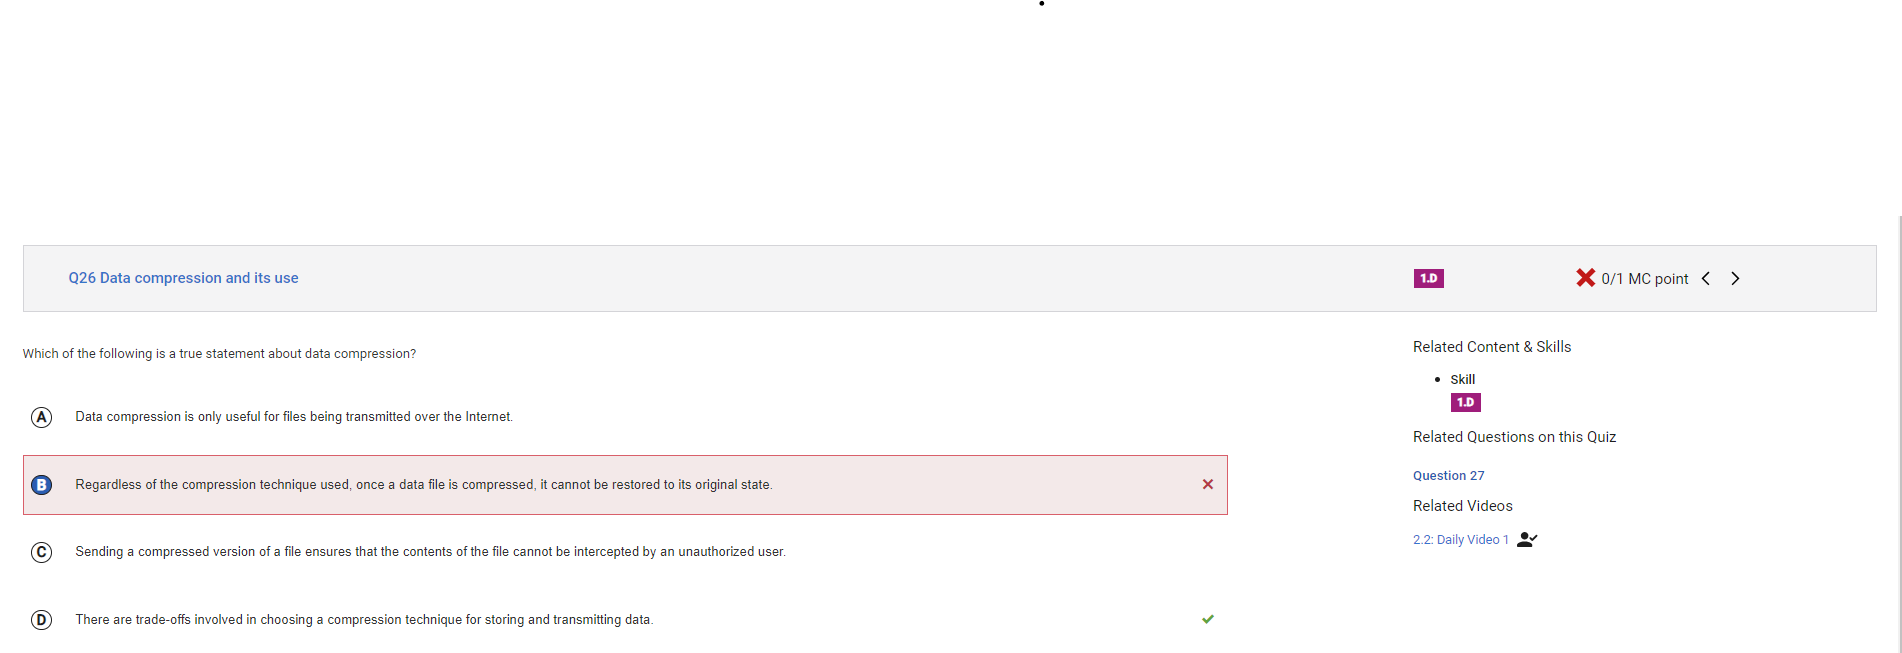 Q26 Data compression and its use
1.D
0/1 MC point
Which of the following is a true statement about data compression?
A Data compression is only useful for files being transmitted over the Internet.
B Regardless of the compression technique used, once a data file is compressed, it cannot be restored to its original state.
C Sending a compressed version of a file ensures that the contents of the file cannot be intercepted by an unauthorized user.
D There are trade-offs involved in choosing a compression technique for storing and transmitting data.
Related Content & Skills
• Skill
1.D
Related Questions on this Quiz
Question 27
Related Videos
2.2: Daily Video 1